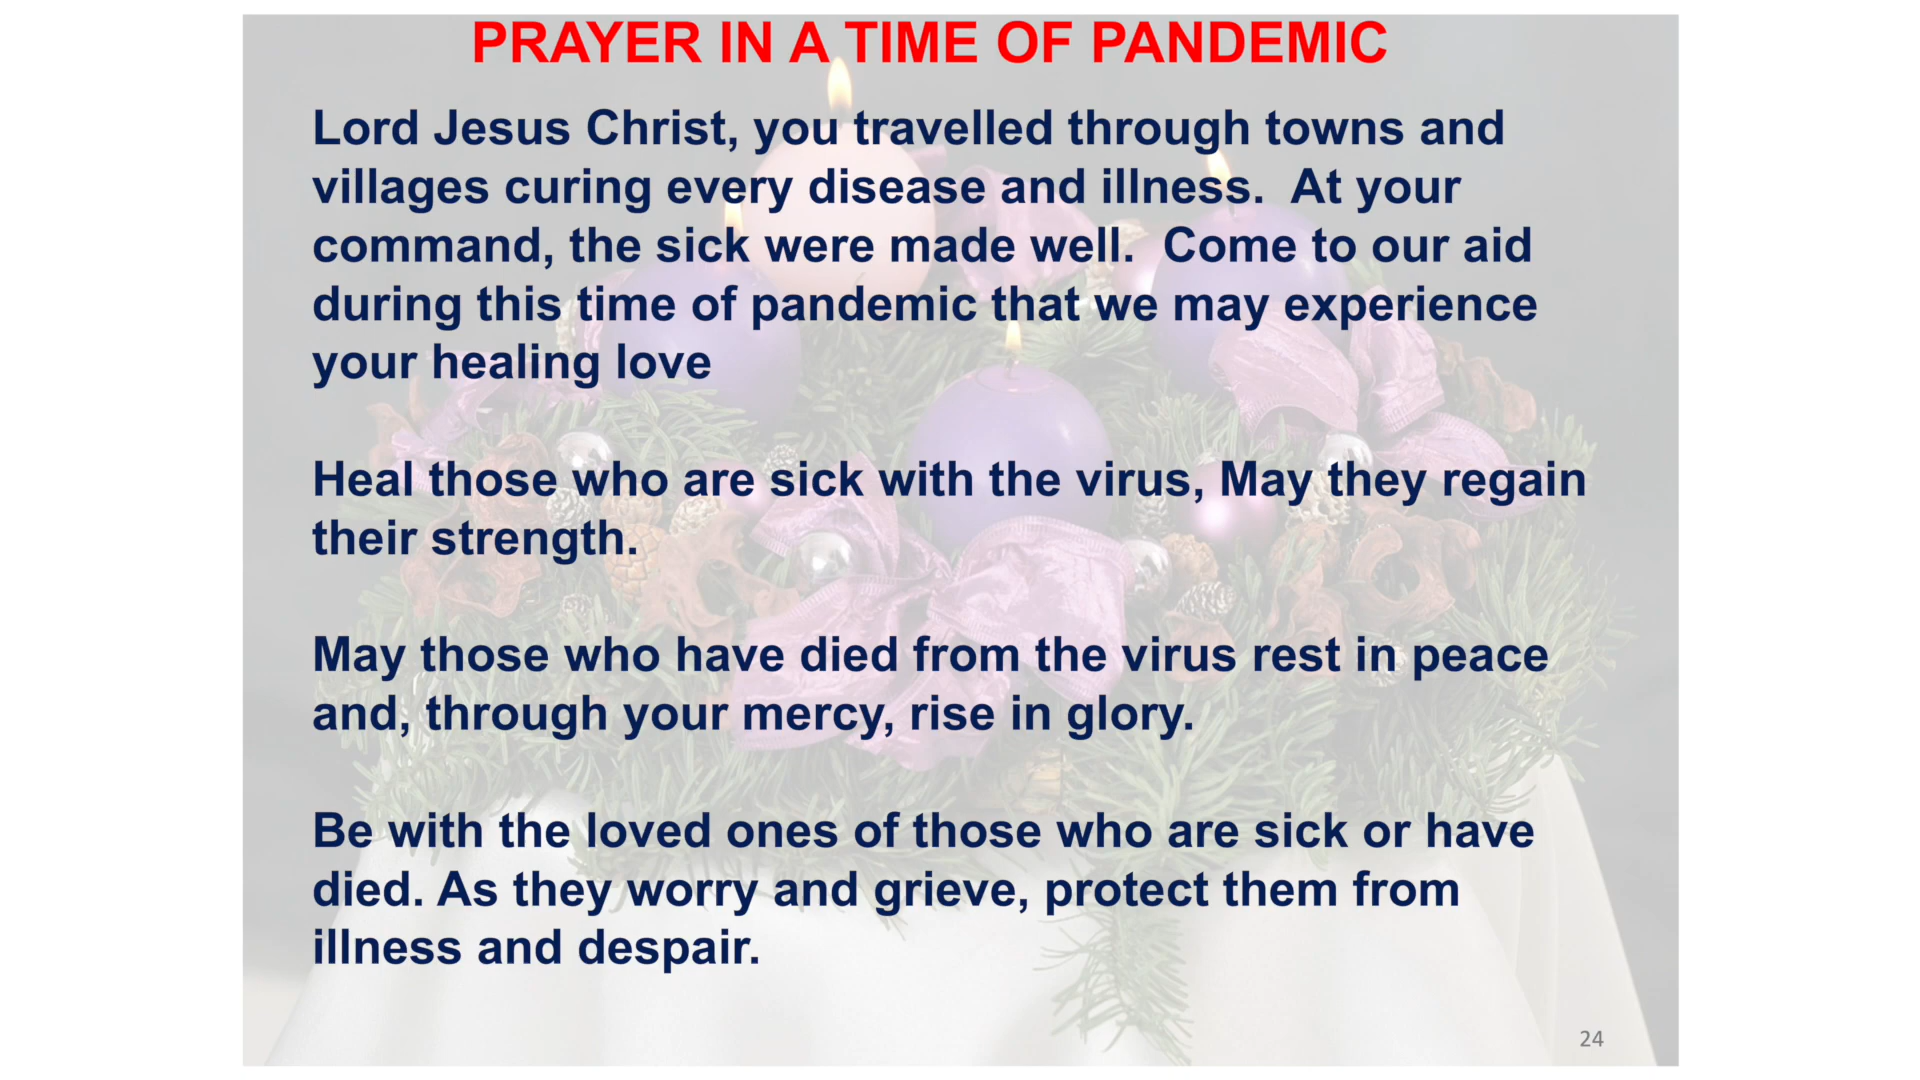 PRAYER IN A TIME OF PANDEMIC
Lord Jesus Christ, you travelled through towns and
villages curing every disease and illness.  At your
command, the sick were made well.  Come to our aid
during this time of pandemic that we may experience
your healing love
Heal those who are sick with the virus, May they regain
their strength.
May those who have died from the virus rest in peace
and, through your mercy, rise in glory.
Be with the loved ones of those who are sick or have
died. As they worry and grieve, protect them from
illness and despair.
24